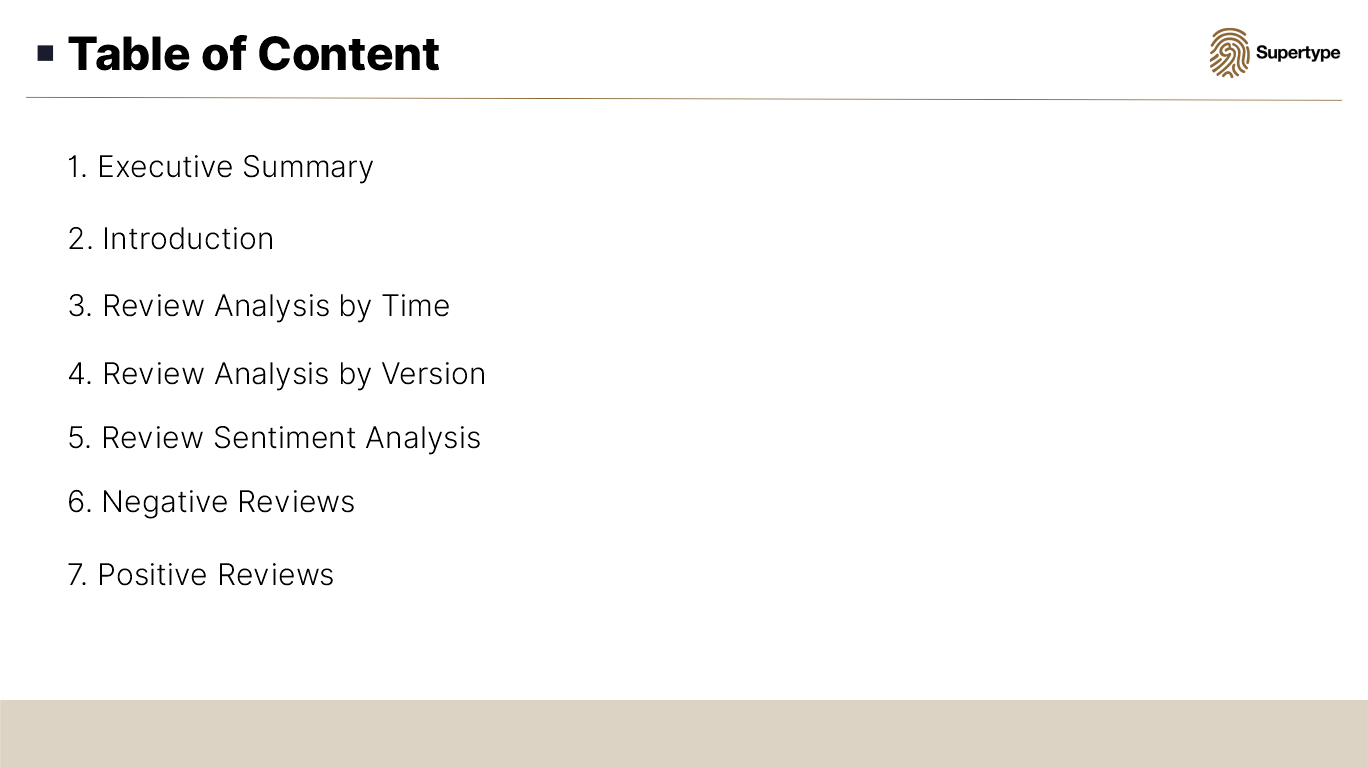 Table of Content
Supertype
1. Executive Summary
2. Introduction
3. Review Analysis by Time
4. Review Analysis by Version
5. Review Sentiment Analysis
6. Negative Reviews
7. Positive Reviews